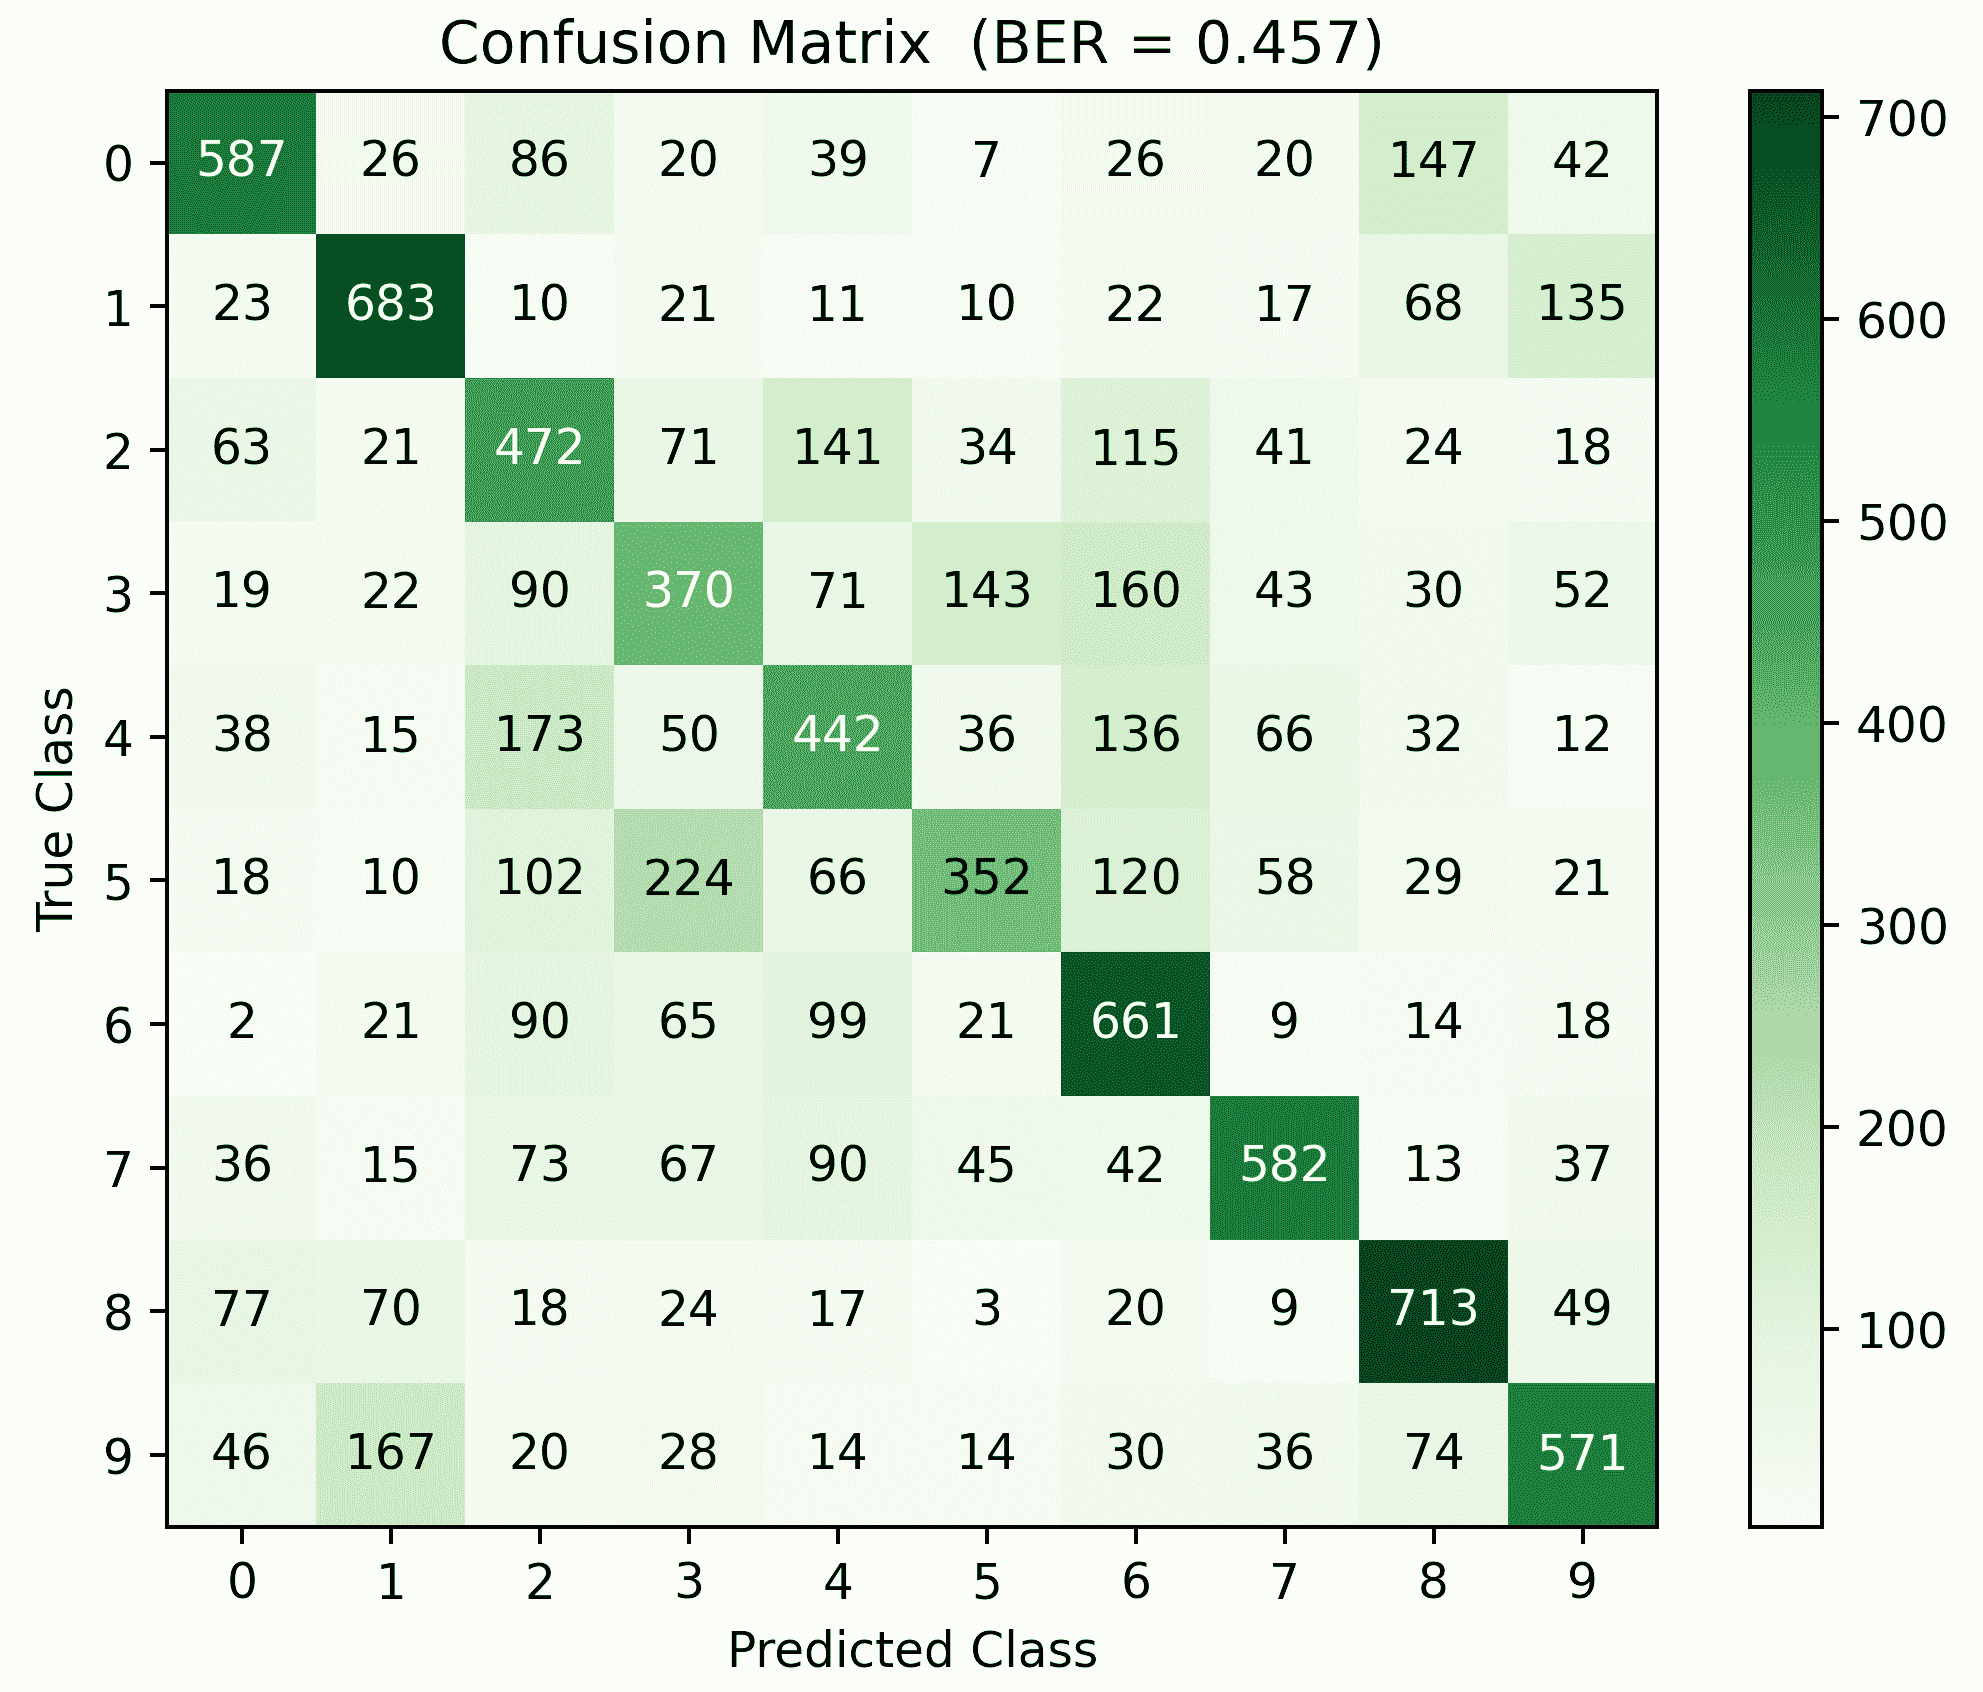 Confusion Matrix (BER = 0.457)
0 587 26 86 20 39 7 26 20 147 42
1 23 683 10 21 11 10 22 17 68 135
2 63 21 472 71 141 34 115 41 24 18
3 19 22 90 370 71 143 160 43 30 52
4 38 15 173 50 442 36 136 66 32 12
5 18 10 102 224 66 352 120 58 29 21
6 2 21 90 65 99 21 661 9 14 18
7 36 15 73 67 90 45 42 582 13 37
8 77 70 18 24 17 3 20 9 713 49
9 46 167 20 28 14 14 30 36 74 571
0 1 2 3 4 5 6 7 8 9
Predicted Class
True Class
700
600
500
400
300
200
100